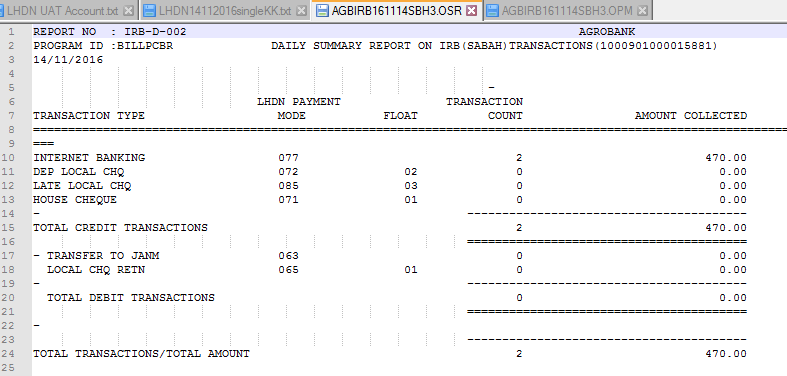 LHDN UAT Account.txt LHDN14112016singleKK.txt AGBIRB161114SBH3.OSR AGBIRB161114SBH3.OPM
1 REPORT NO : IRB-D-002 AGROBANK
2 PROGRAM ID :BILLPCBR DAILY SUMMARY REPORT ON IRB(SABAH)TRANSACTIONS(1000901000015881)
3 14/11/2016
4
5 -
6 LHDN PAYMENT TRANSACTION
7 TRANSACTION TYPE MODE FLOAT COUNT AMOUNT COLLECTED
8 ==========================================================================================================
9 ===
10 INTERNET BANKING 077 2 470.00
11 DEP LOCAL CHQ 072 02 0 0.00
12 LATE LOCAL CHQ 085 03 0 0.00
13 HOUSE CHEQUE 071 01 0 0.00
14 - ----------------------------------------
15 TOTAL CREDIT TRANSACTIONS 2 470.00
16 ========================================
17 - TRANSFER TO JANM 063 0 0.00
18 LOCAL CHQ RETN 065 01 0 0.00
19 - ----------------------------------------
20 TOTAL DEBIT TRANSACTIONS 0 0.00
21 ========================================
22 -
23 ----------------------------------------
24 TOTAL TRANSACTIONS/TOTAL AMOUNT 2 470.00
25